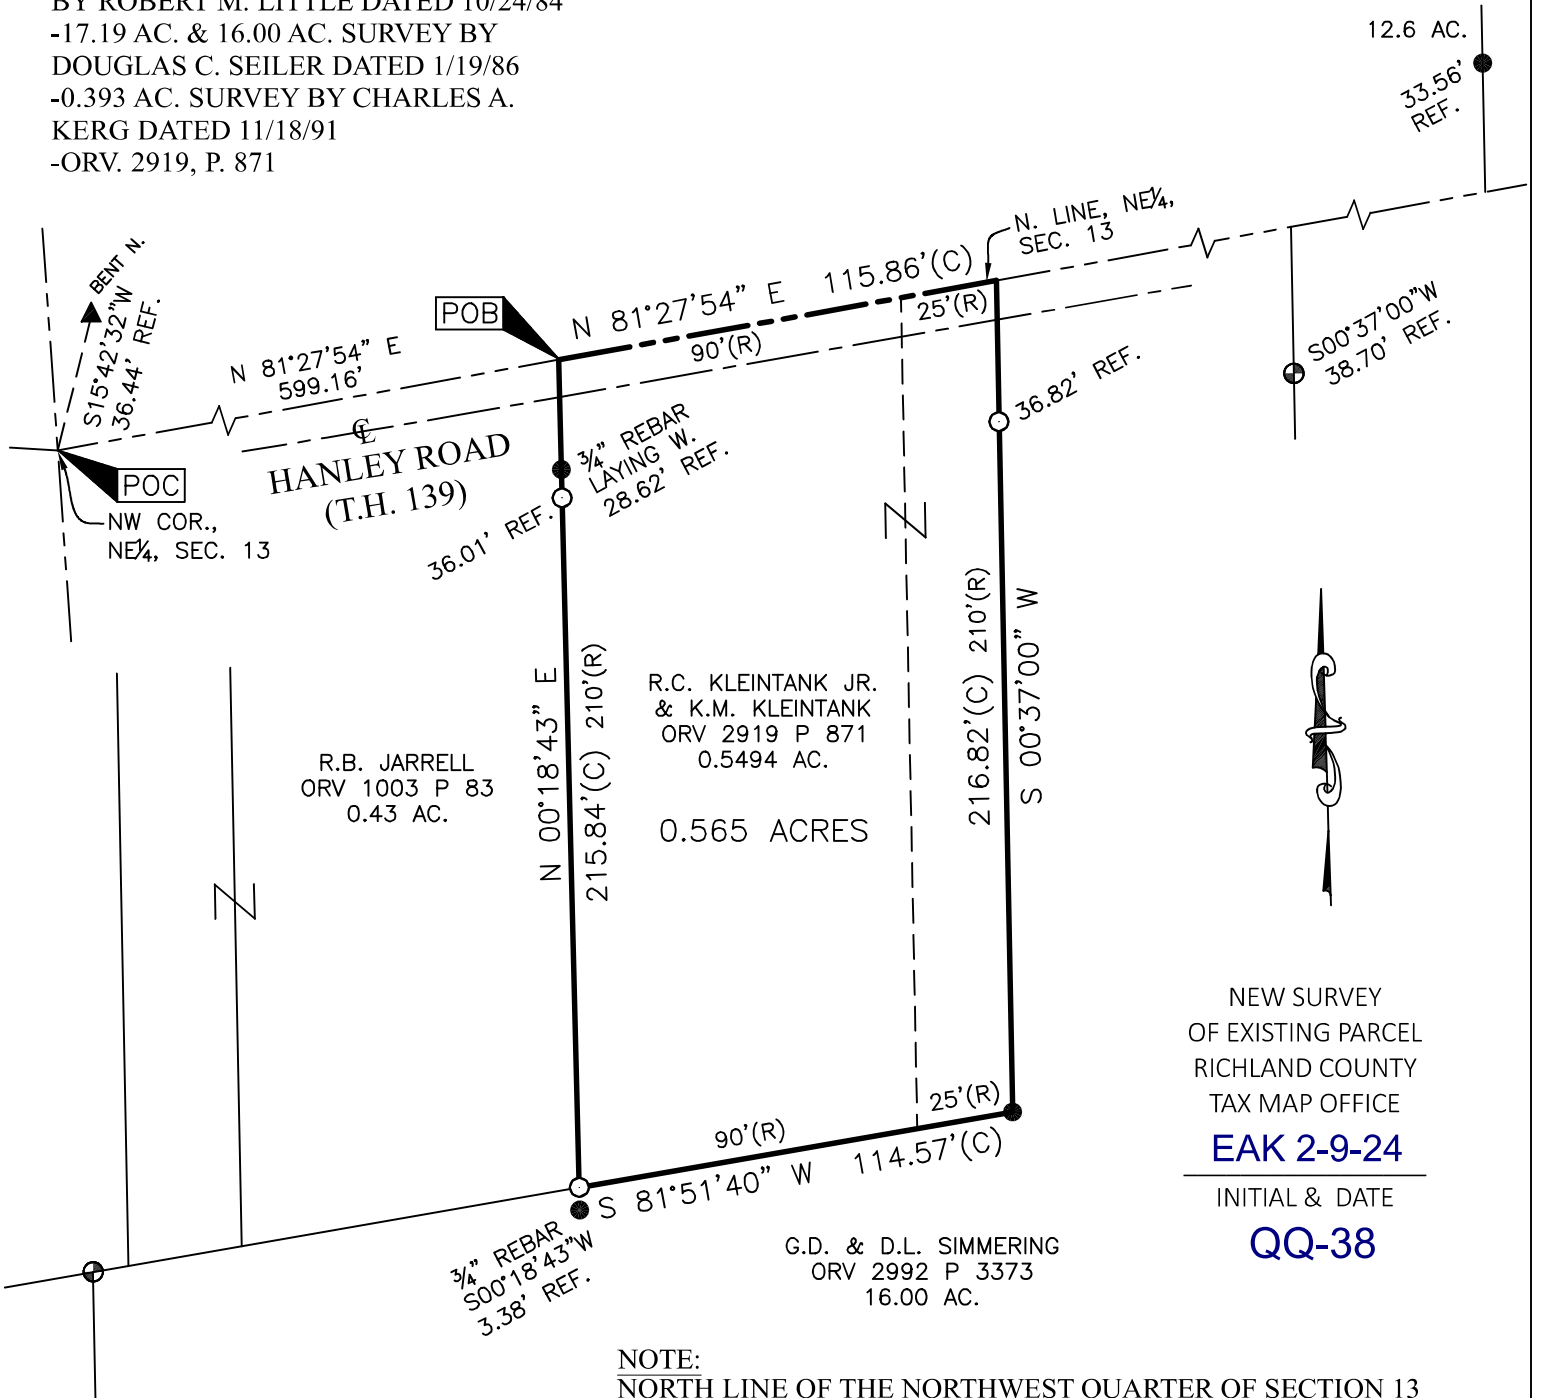 BY ROBERT M. LITTLE DATED 10/24/84
-17.19 AC. & 16.00 AC. SURVEY BY
DOUGLAS C. SEILER DATED 1/19/86
-0.393 AC. SURVEY BY CHARLES A.
KERG DATED 11/18/91
-ORV. 2919, P. 871
12.6 AC.
33.56'
REF.
N. LINE, NE¼,
SEC. 13
BENT N.
S15°42'32"W
36.44' REF.
POB
N 81°27'54" E 115.86'(C)
90'(R)
25'(R)
N 81°27'54" E
599.16'
S00°37'00"W
38.70' REF.
36.82' REF.
℄
HANLEY ROAD
(T.H. 139)
POC
NW COR.,
NE¼, SEC. 13
¾" REBAR
LAYING W.
28.62' REF.
36.01' REF.
N 00°18'43" E
215.84'(C) 210'(R)
R.C. KLEINTANK JR.
& K.M. KLEINTANK
ORV 2919 P 871
0.5494 AC.
0.565 ACRES
216.82'(C) 210'(R)
S 00°37'00" W
R.B. JARRELL
ORV 1003 P 83
0.43 AC.
NEW SURVEY
OF EXISTING PARCEL
RICHLAND COUNTY
TAX MAP OFFICE
EAK 2-9-24
INITIAL & DATE
QQ-38
90'(R)
25'(R)
S 81°51'40" W 114.57'(C)
¾" REBAR
S00°18'43"W
3.38' REF.
G.D. & D.L. SIMMERING
ORV 2992 P 3373
16.00 AC.
NOTE:
NORTH LINE OF THE NORTHWEST QUARTER OF SECTION 13